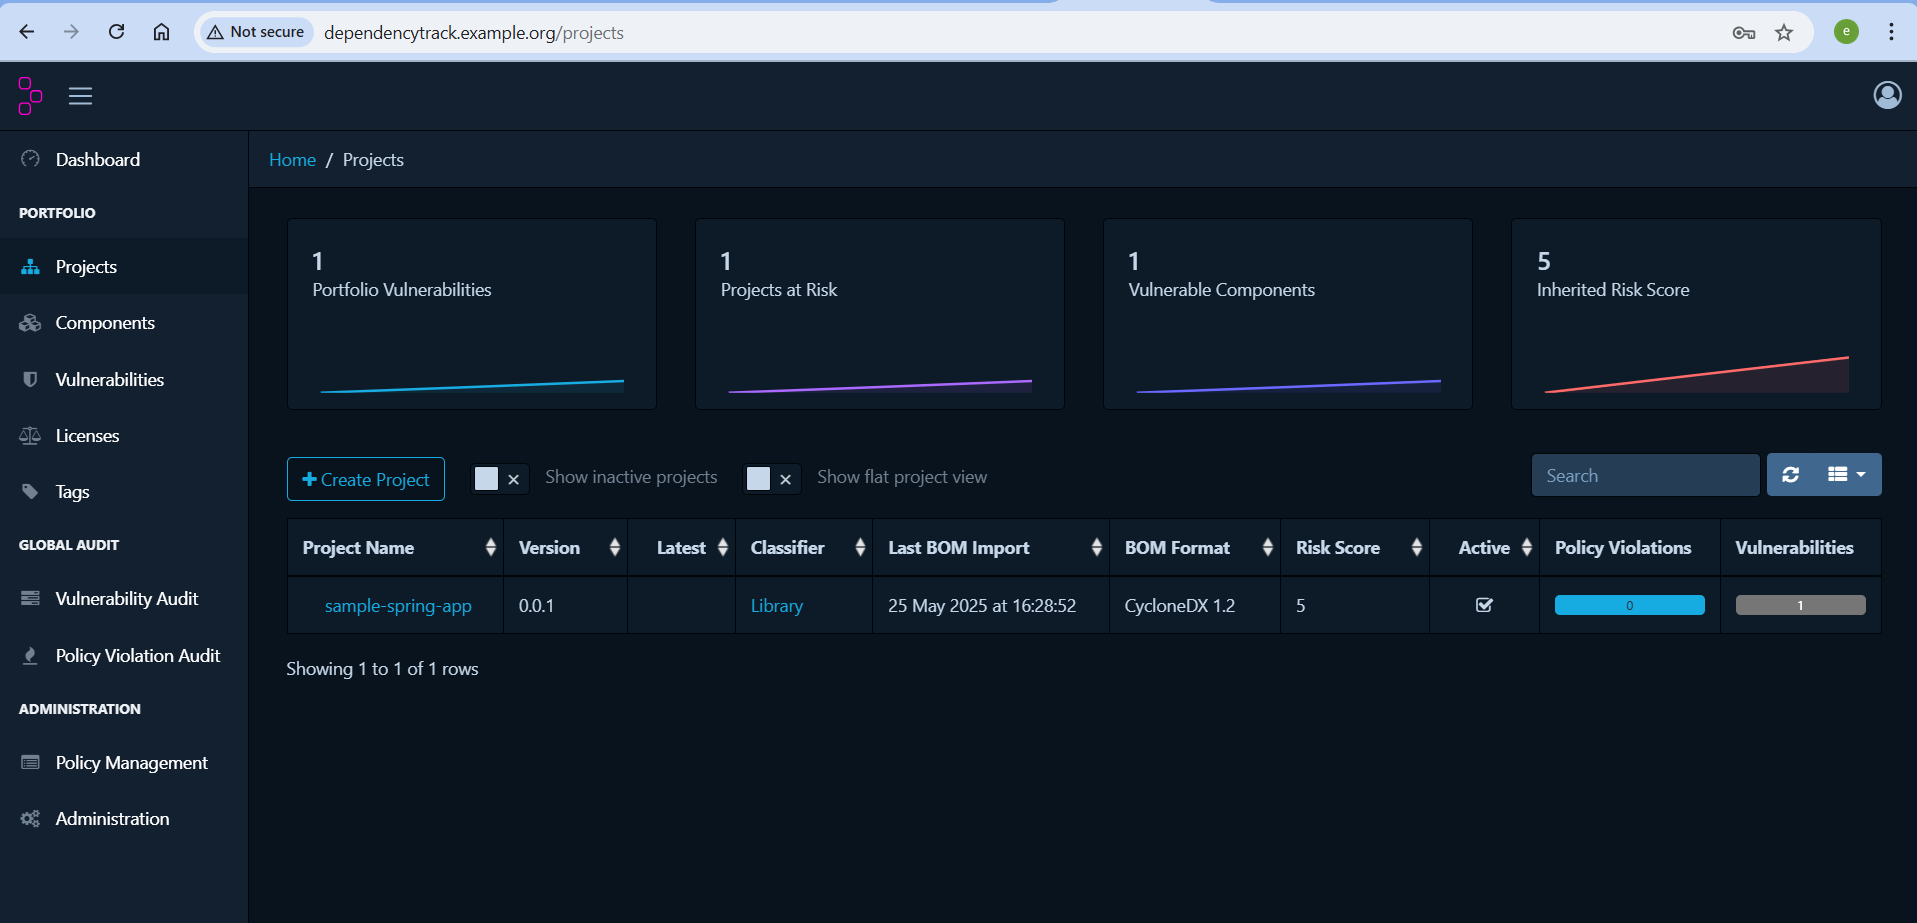 Not secure dependencytrack.example.org/projects e
Dashboard
Home / Projects
PORTFOLIO
Projects
Components
Vulnerabilities
Licenses
Tags
GLOBAL AUDIT
Vulnerability Audit
Policy Violation Audit
ADMINISTRATION
Policy Management
Administration
1
Portfolio Vulnerabilities
1
Projects at Risk
1
Vulnerable Components
5
Inherited Risk Score
Create Project Show inactive projects Show flat project view Search
Project Name Version Latest Classifier Last BOM Import BOM Format Risk Score Active Policy Violations Vulnerabilities
sample-spring-app 0.0.1 Library 25 May 2025 at 16:28:52 CycloneDX 1.2 5 0 1
Showing 1 to 1 of 1 rows